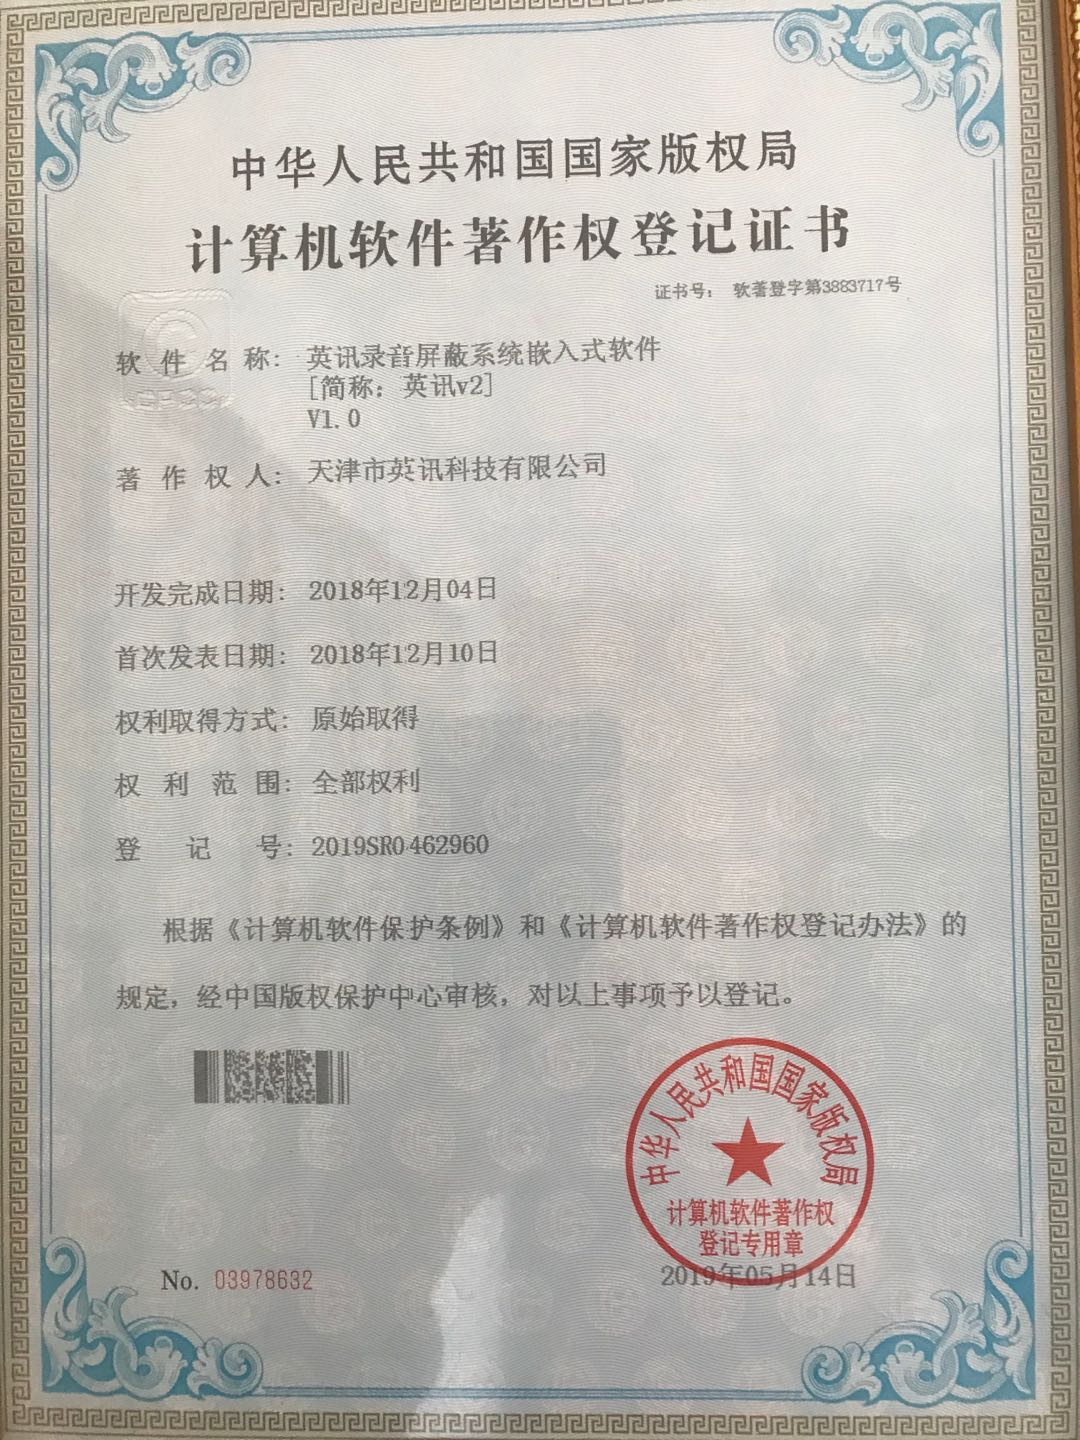 中华人民共和国国家版权局
计算机软件著作权登记证书
证书号： 软著登字第3883717号
软件名称： 英讯录音屏蔽系统嵌入式软件
[简称：英讯v2]
V1.0
著作权人： 天津市英讯科技有限公司
开发完成日期： 2018年12月04日
首次发表日期： 2018年12月10日
权利取得方式： 原始取得
权利范围： 全部权利
登记号： 2019SR0462960
根据《计算机软件保护条例》和《计算机软件著作权登记办法》的
规定，经中国版权保护中心审核，对以上事项予以登记。
中华人民共和国国家版权局
计算机软件著作权
登记专用章
No. 03978632
2019年05月14日